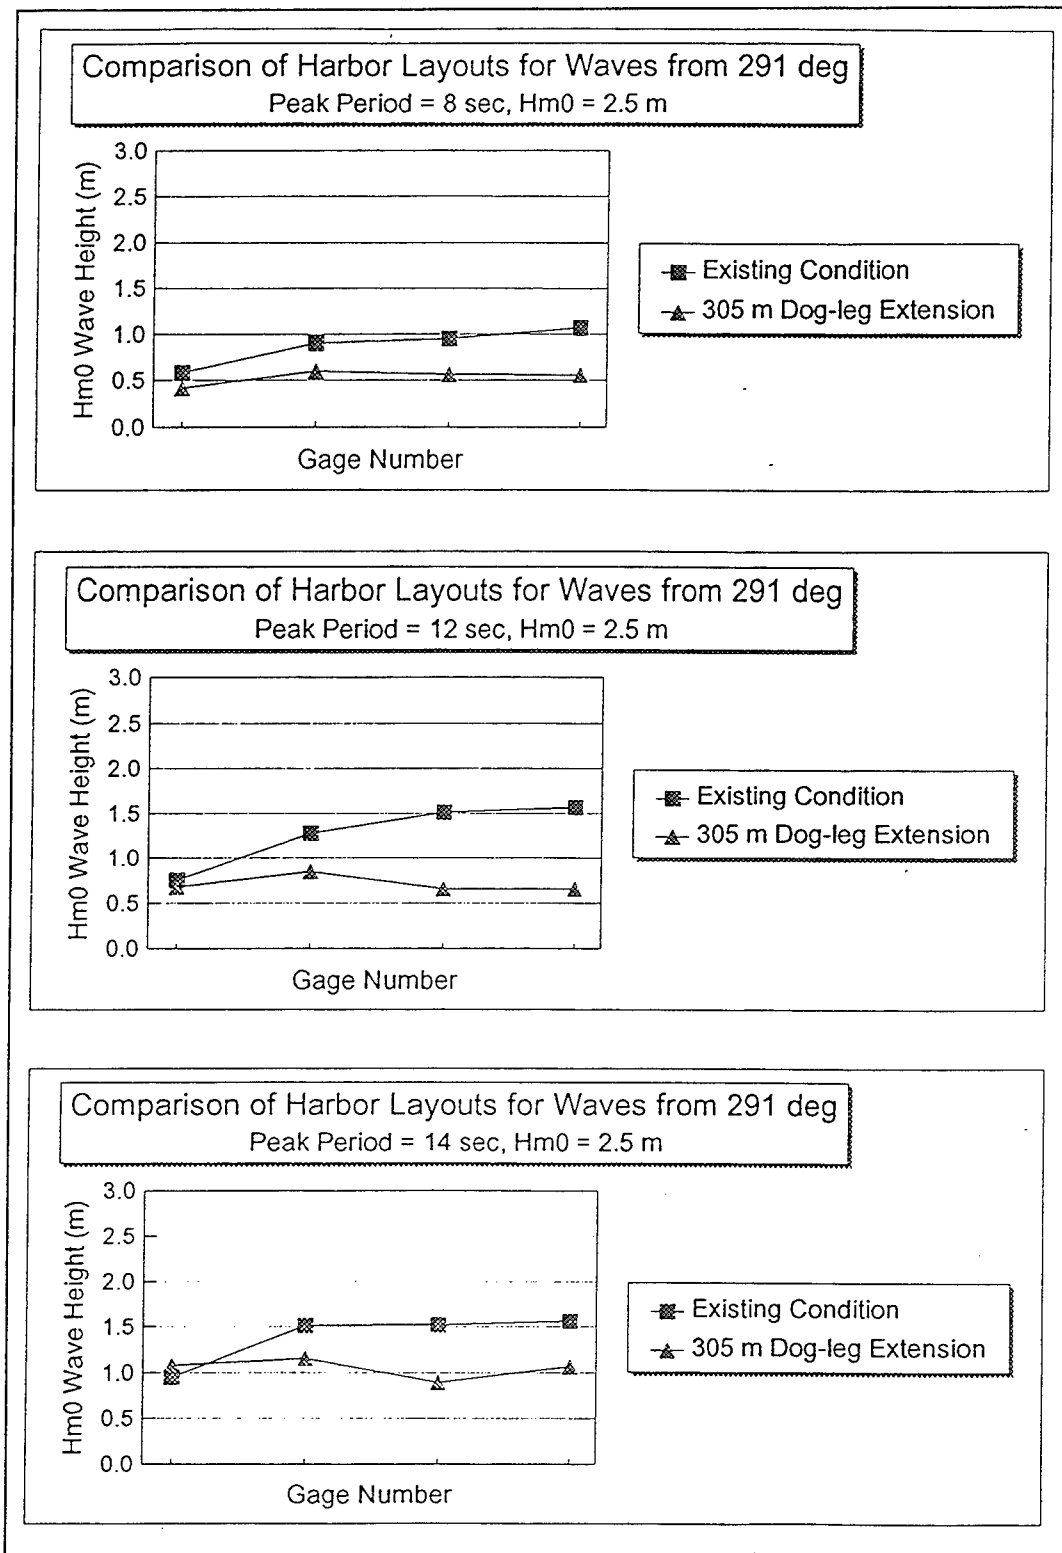 Comparison of Harbor Layouts for Waves from 291 deg
Peak Period = 8 sec, Hm0 = 2.5 m
Hm0 Wave Height (m)
3.0
2.5
2.0
1.5
1.0
0.5
0.0
Gage Number
Existing Condition
305 m Dog-leg Extension
Comparison of Harbor Layouts for Waves from 291 deg
Peak Period = 12 sec, Hm0 = 2.5 m
Hm0 Wave Height (m)
3.0
2.5
2.0
1.5
1.0
0.5
0.0
Gage Number
Existing Condition
305 m Dog-leg Extension
Comparison of Harbor Layouts for Waves from 291 deg
Peak Period = 14 sec, Hm0 = 2.5 m
Hm0 Wave Height (m)
3.0
2.5
2.0
1.5
1.0
0.5
0.0
Gage Number
Existing Condition
305 m Dog-leg Extension